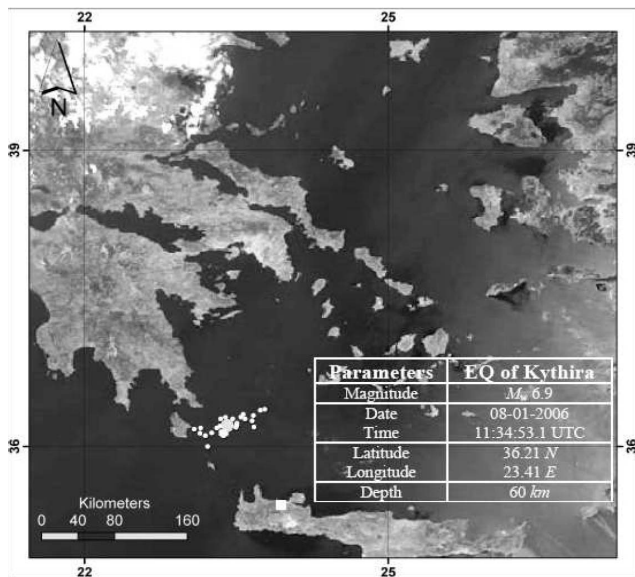 22 25
N
39 39
Parameters EQ of Kythira
Magnitude Mw 6.9
Date 08-01-2006
Time 11:34:53.1 UTC
36 36
Latitude 36.21 N
Longitude 23.41 E
Depth 60 km
Kilometers
0 40 80 160
22 25